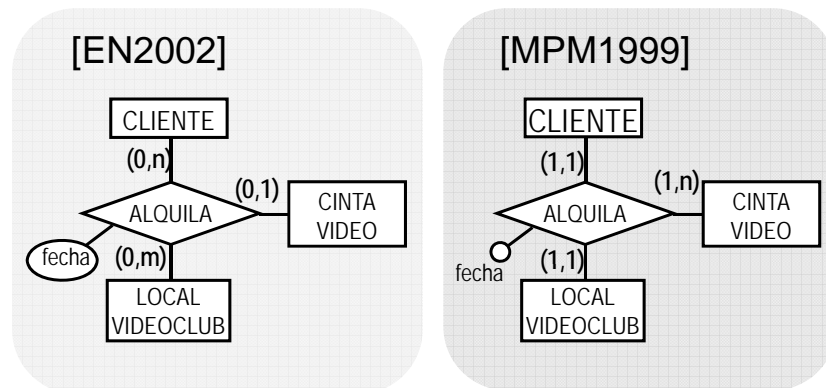 [EN2002]
CLIENTE
(0,n)
(0,1)
ALQUILA
CINTA
VIDEO
fecha
(0,m)
LOCAL
VIDEOCLUB
[MPM1999]
CLIENTE
(1,1)
(1,n)
ALQUILA
CINTA
VIDEO
fecha
(1,1)
LOCAL
VIDEOCLUB